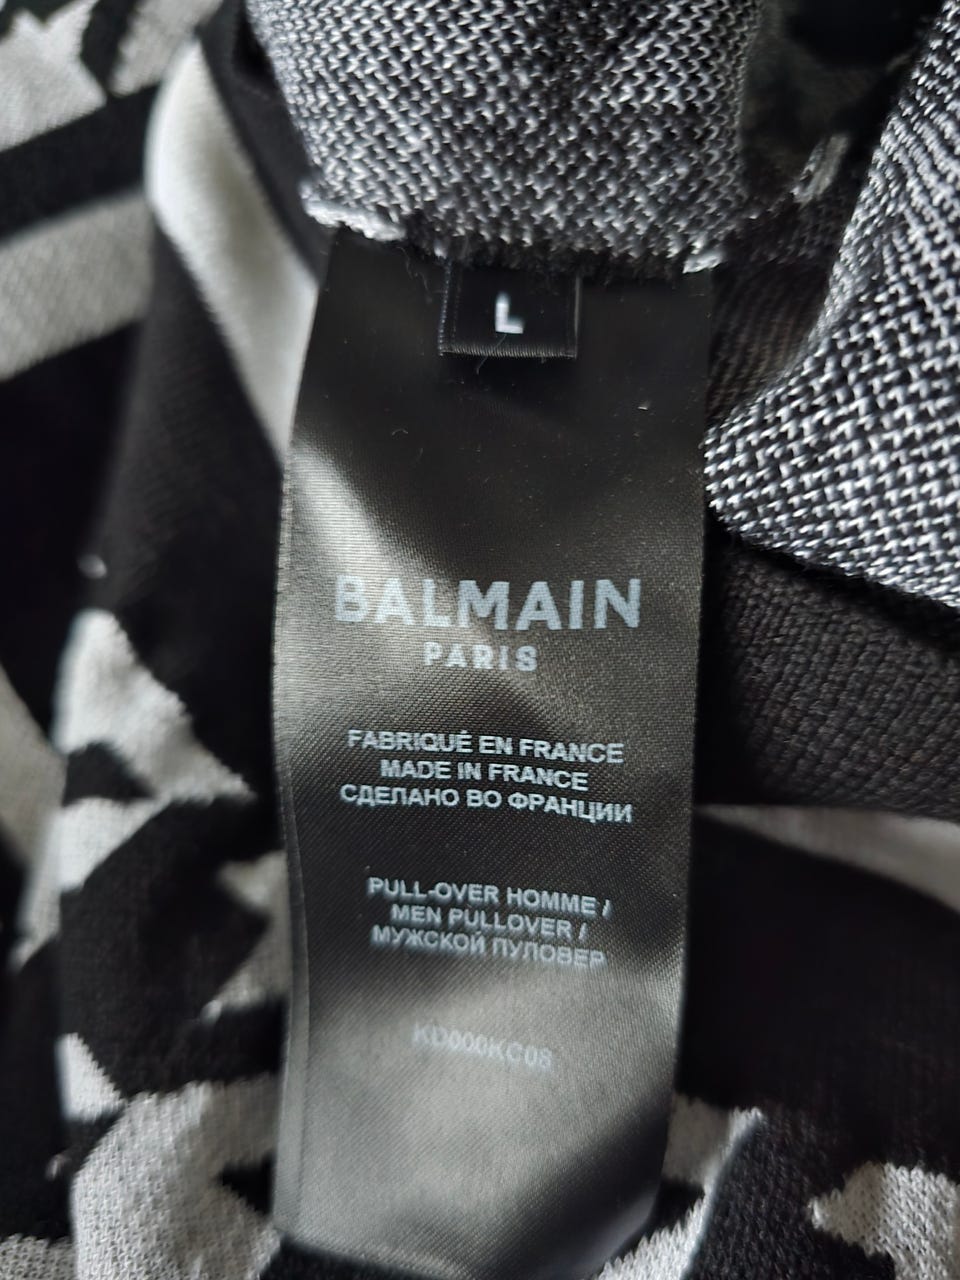 L
BALMAIN
PARIS
FABRIQUÉ EN FRANCE
MADE IN FRANCE
СДЕЛАНО ВО ФРАНЦИИ
PULL-OVER HOMME /
MEN PULLOVER /
МУЖСКОЙ ПУЛОВЕР
KD000KC08